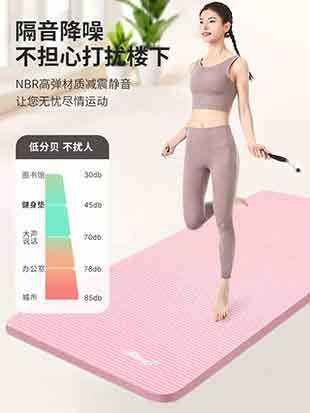 隔音降噪
不担心打扰楼下
NBR高弹材质减震静音
让您无忧尽情运动
低分贝 不扰人
图书馆 30db
健身垫 45db
大声说话 70db
办公室 78db
城市 85db